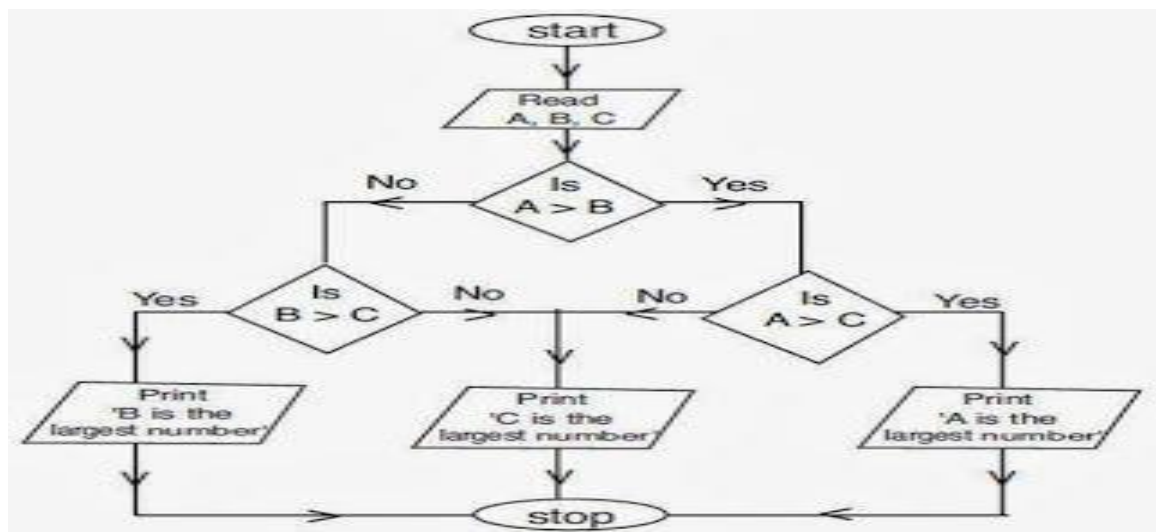 start
Read
A, B, C
No
Is
A > B
Yes
Yes
Is
B > C
No
No
Is
A > C
Yes
Print
'B is the
largest number'
Print
'C is the
largest number'
Print
'A is the
largest number'
stop